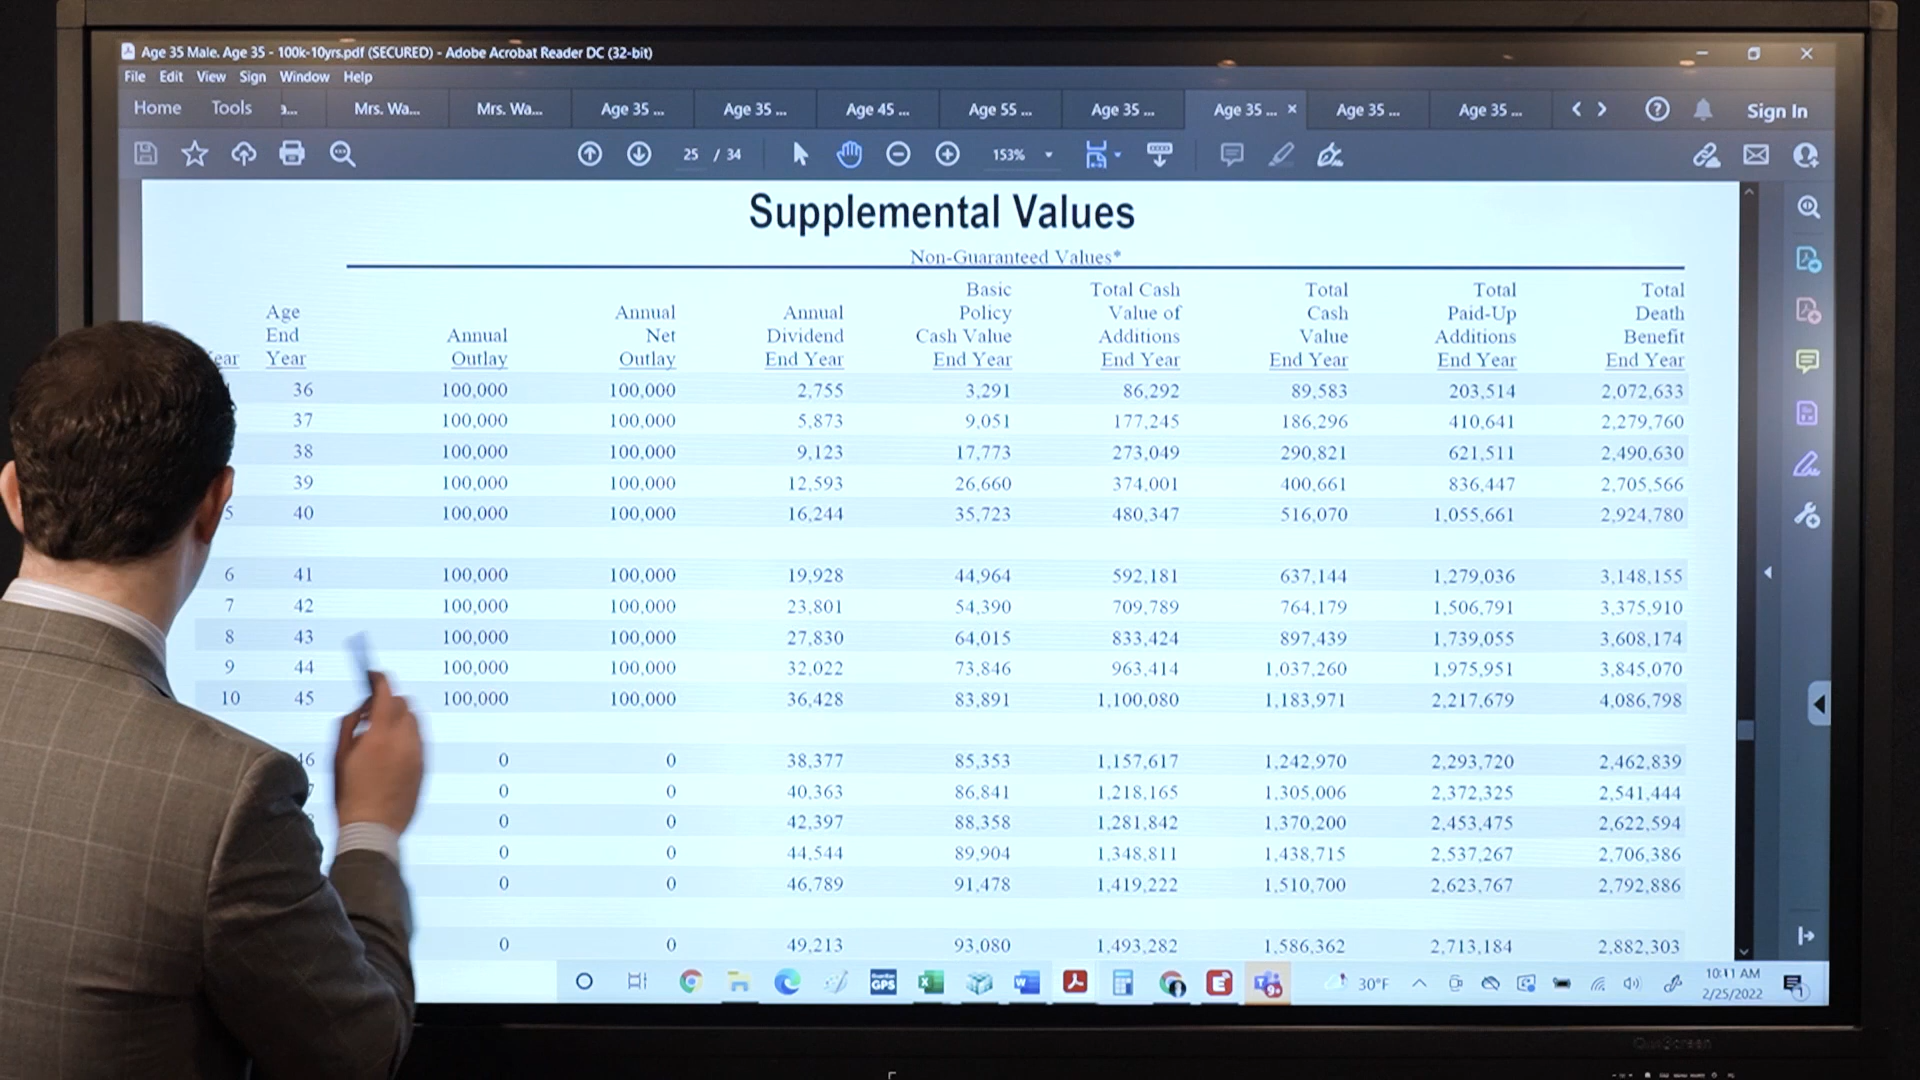 Age 35 Male. Age 35 - 100k-10yrs.pdf (SECURED) - Adobe Acrobat Reader DC (32-bit)
File Edit View Sign Window Help
Home Tools Mrs. Wa... Mrs. Wa... Age 35 ... Age 35 ... Age 45 ... Age 55 ... Age 35 ... Age 35 ... × Age 35 ... Age 35 ... Sign In
25 / 34 153%
Supplemental Values
Non-Guaranteed Values*
Basic Total Cash Total Total Total
Age Annual Annual Policy Value of Cash Paid-Up Death
End Annual Net Dividend Cash Value Additions Value Additions Benefit
Year Outlay Outlay End Year End Year End Year End Year End Year End Year
36 100,000 100,000 2,755 3,291 86,292 89,583 203,514 2,072,633
37 100,000 100,000 5,873 9,051 177,245 186,296 410,641 2,279,760
38 100,000 100,000 9,123 17,773 273,049 290,821 621,511 2,490,630
39 100,000 100,000 12,593 26,660 374,001 400,661 836,447 2,705,566
5 40 100,000 100,000 16,244 35,723 480,347 516,070 1,055,661 2,924,780
6 41 100,000 100,000 19,928 44,964 592,181 637,144 1,279,036 3,148,155
7 42 100,000 100,000 23,801 54,390 709,789 764,179 1,506,791 3,375,910
8 43 100,000 100,000 27,830 64,015 833,424 897,439 1,739,055 3,608,174
9 44 100,000 100,000 32,022 73,846 963,414 1,037,260 1,975,951 3,845,070
10 45 100,000 100,000 36,428 83,891 1,100,080 1,183,971 2,217,679 4,086,798
46 0 0 38,377 85,353 1,157,617 1,242,970 2,293,720 2,462,839
0 0 40,363 86,841 1,218,165 1,305,006 2,372,325 2,541,444
0 0 42,397 88,358 1,281,842 1,370,200 2,453,475 2,622,594
0 0 44,544 89,904 1,348,811 1,438,715 2,537,267 2,706,386
0 0 46,789 91,478 1,419,222 1,510,700 2,623,767 2,792,886
0 0 49,213 93,080 1,493,282 1,586,362 2,713,184 2,882,303
GPS 30°F 10:11 AM
2/25/2022